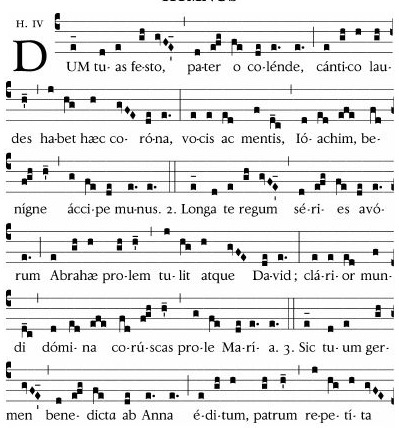 H. IV
DUM tu- as fe- sto, pa- ter o co- lénde, cánti- co lau-
des ha- bet hæc co- ró- na, vo- cis ac mentis, Ió- achim, be-
nígne ácci- pe mu- nus. 2. Longa te regum sé- ri- es avó-
rum Abrahæ pro- lem tu- lit atque Da- vid; clá- ri- or mun-
di dómi- na co- rú- scas pro- le Ma- rí- a. 3. Sic tu- um ger-
men bene- dicta ab Anna é- di- tum, patrum re- pe- tí- ta